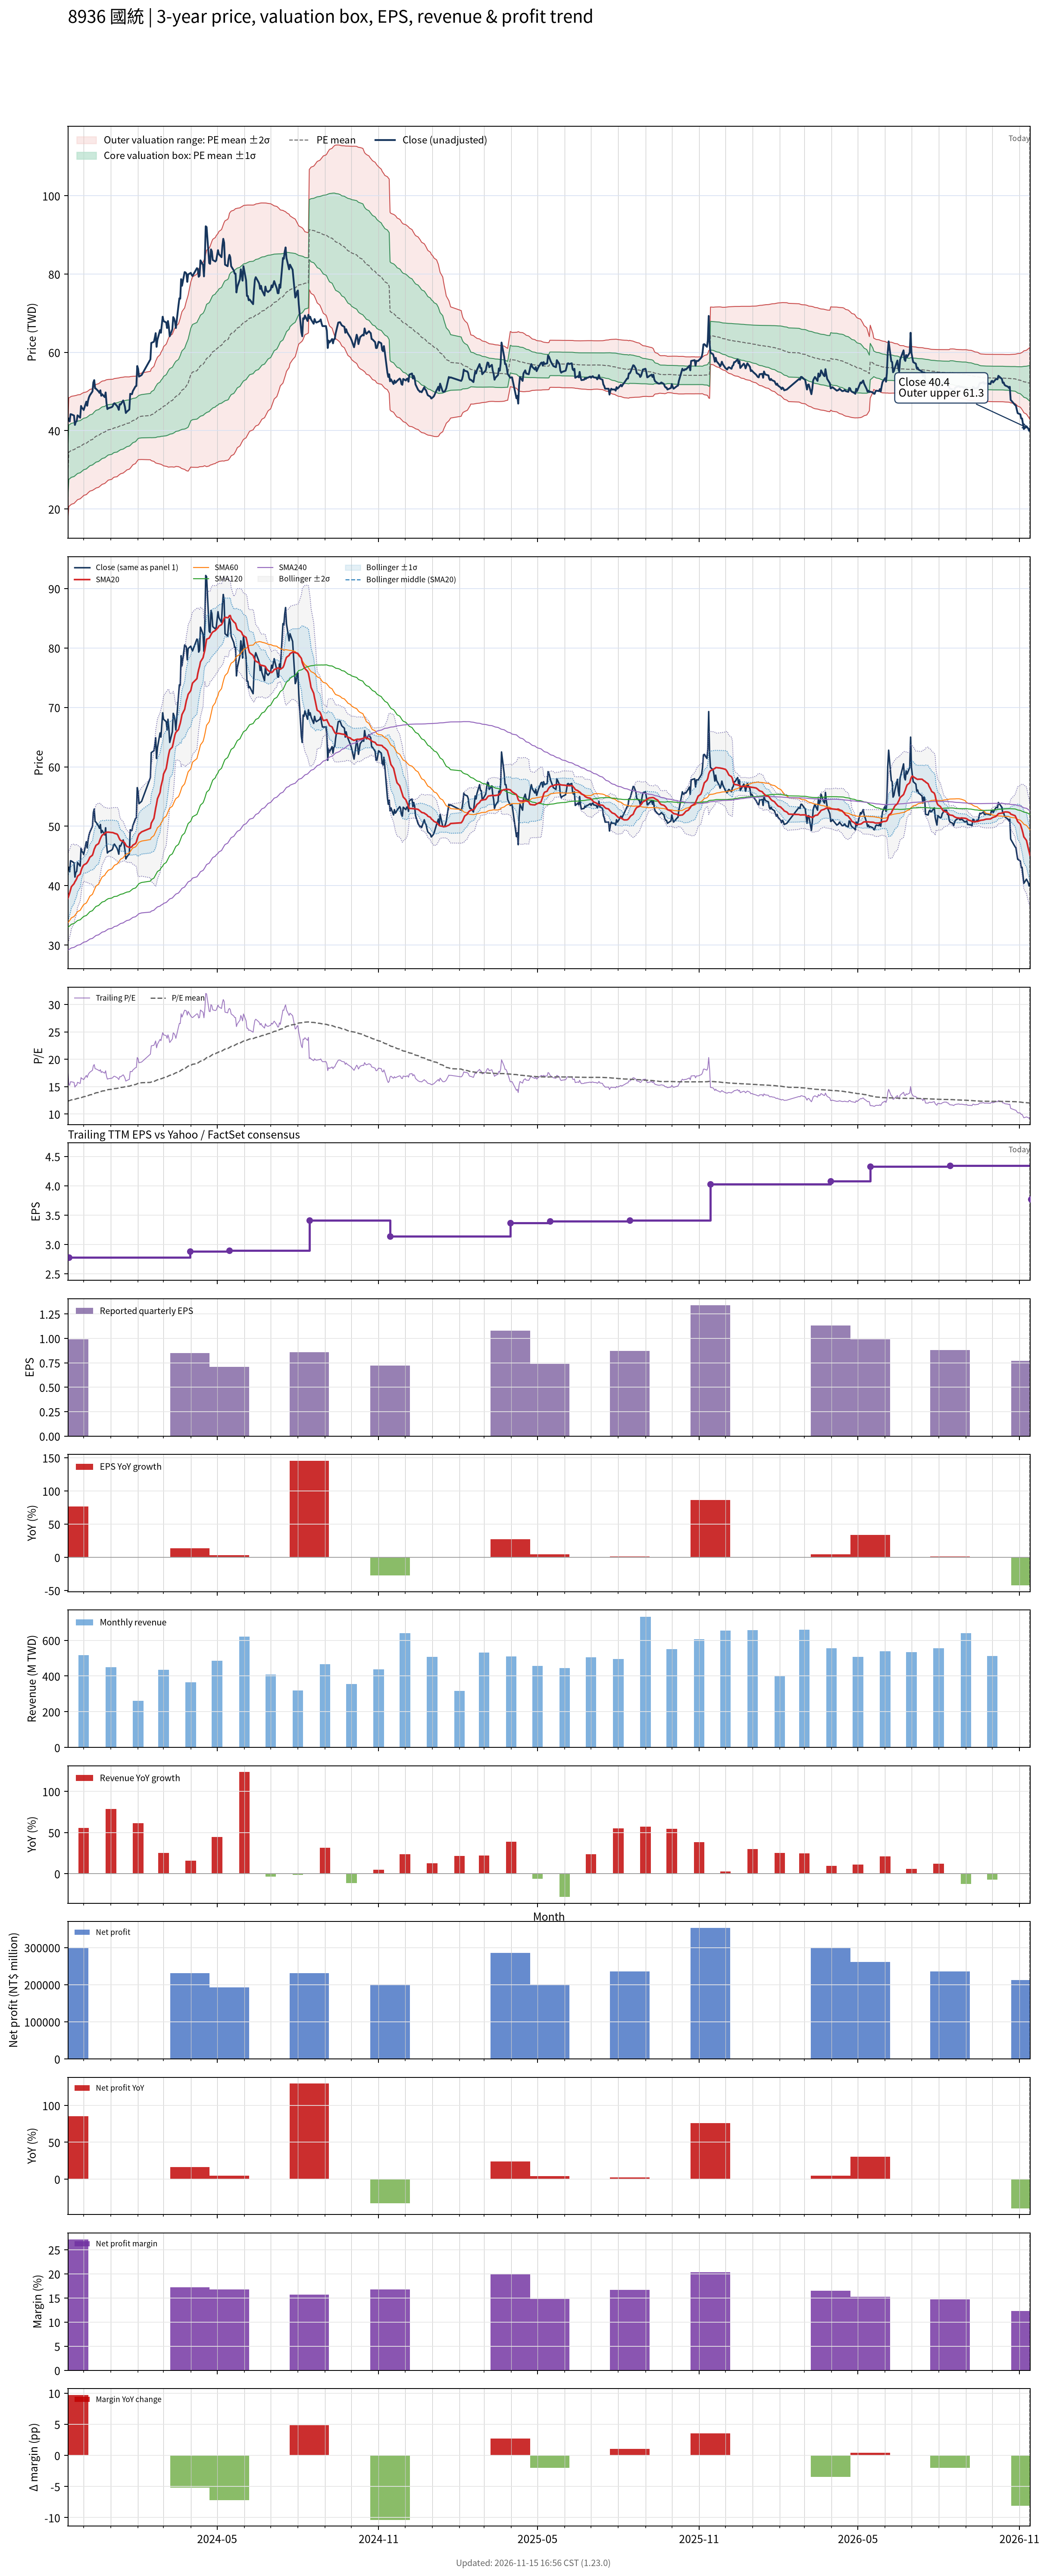 8936 國統 | 3-year price, valuation box, EPS, revenue & profit trend
Outer valuation range: PE mean ±2σ
PE mean
Close (unadjusted)
Core valuation box: PE mean ±1σ
Today
Price (TWD)
100
80
60
40
20
Close 40.4
Outer upper 61.3
Close (same as panel 1)
SMA60
SMA240
Bollinger ±1σ
SMA20
SMA120
Bollinger ±2σ
Bollinger middle (SMA20)
Price
90
80
70
60
50
40
30
Trailing P/E
P/E mean
P/E
30
25
20
15
10
Trailing TTM EPS vs Yahoo / FactSet consensus
Today
EPS
4.5
4.0
3.5
3.0
2.5
Reported quarterly EPS
EPS
1.25
1.00
0.75
0.50
0.25
0.00
EPS YoY growth
YoY (%)
150
100
50
0
-50
Monthly revenue
Revenue (M TWD)
600
400
200
0
Revenue YoY growth
YoY (%)
100
50
0
Month
Net profit
Net profit (NT$ million)
300000
200000
100000
0
Net profit YoY
YoY (%)
100
50
0
Net profit margin
Margin (%)
25
20
15
10
5
0
Margin YoY change
Δ margin (pp)
10
5
0
-5
-10
2024-05
2024-11
2025-05
2025-11
2026-05
2026-11
Updated: 2026-11-15 16:56 CST (1.23.0)